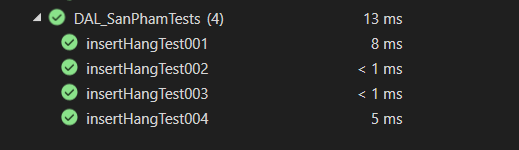 DAL_SanPhamTests (4) 13 ms
insertHangTest001 8 ms
insertHangTest002 < 1 ms
insertHangTest003 < 1 ms
insertHangTest004 5 ms